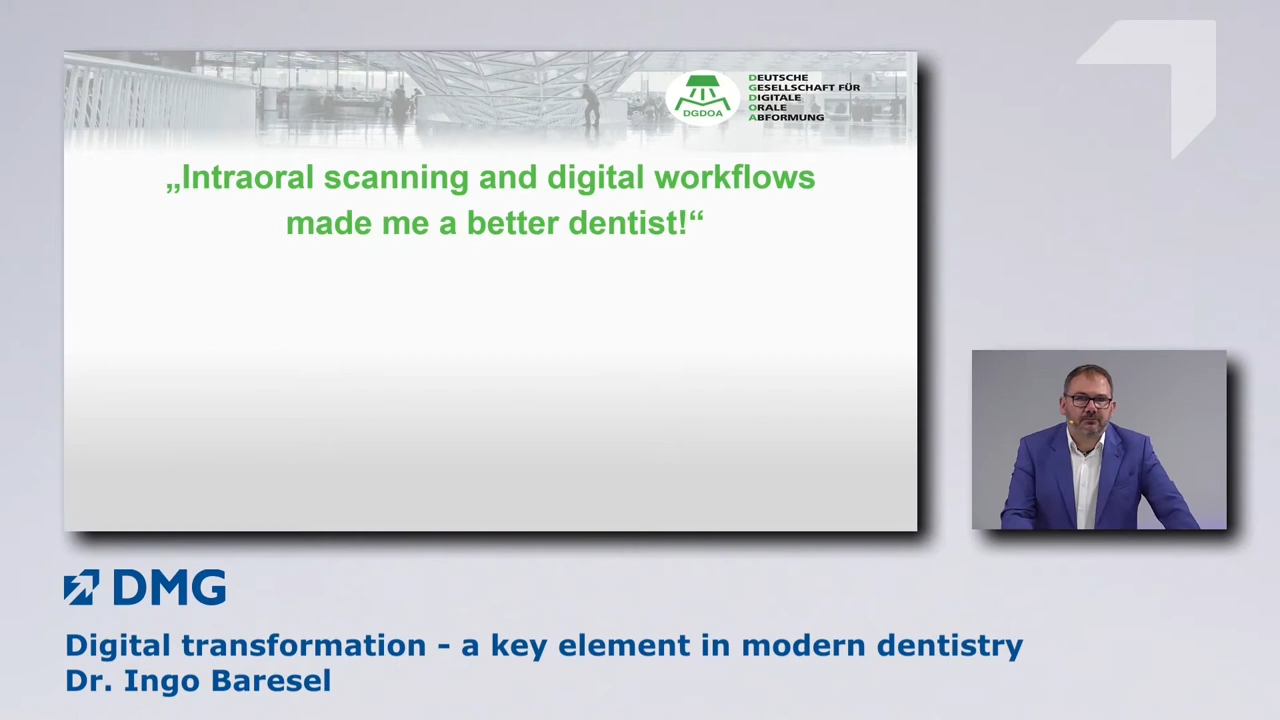 DGDOA
DEUTSCHE
GESELLSCHAFT FÜR
DIGITALE
ORALE
ABFORMUNG
„Intraoral scanning and digital workflows
made me a better dentist!“
DMG
Digital transformation - a key element in modern dentistry
Dr. Ingo Baresel